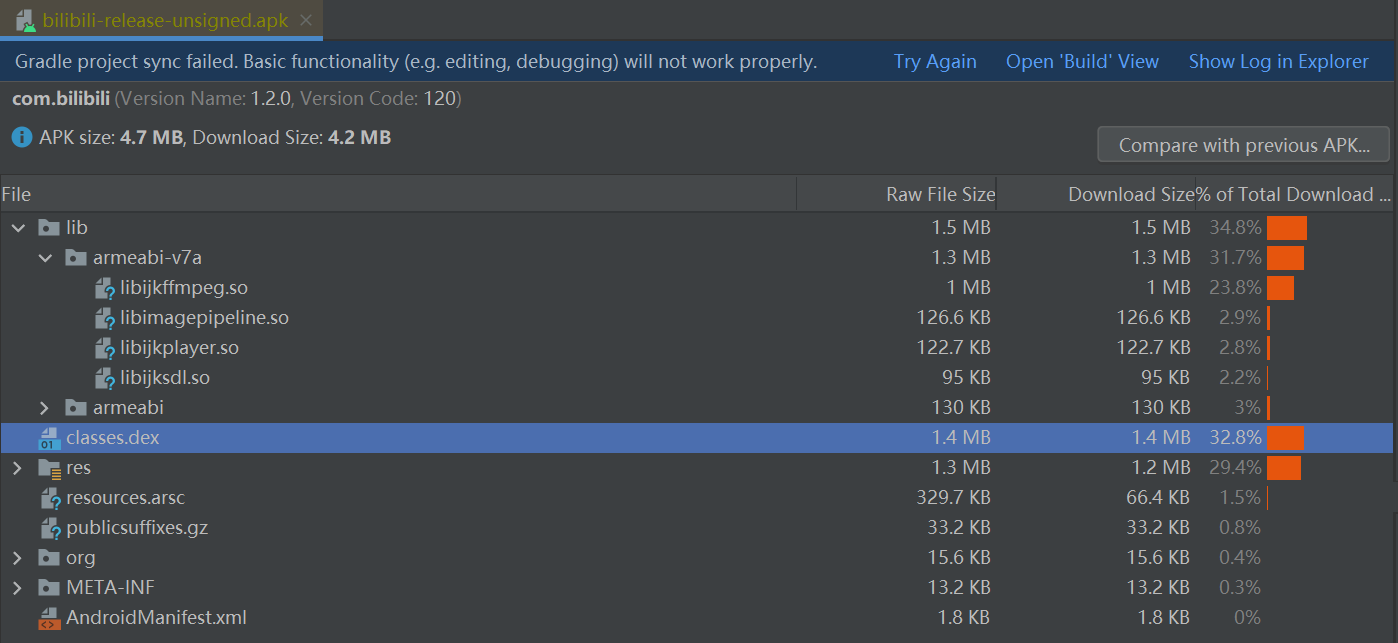 bilibili-release-unsigned.apk
Gradle project sync failed. Basic functionality (e.g. editing, debugging) will not work properly. Try Again Open 'Build' View Show Log in Explorer
com.bilibili (Version Name: 1.2.0, Version Code: 120)
APK size: 4.7 MB, Download Size: 4.2 MB
Compare with previous APK...
File Raw File Size Download Size % of Total Download ...
lib 1.5 MB 1.5 MB 34.8%
armeabi-v7a 1.3 MB 1.3 MB 31.7%
libijkffmpeg.so 1 MB 1 MB 23.8%
libimagepipeline.so 126.6 KB 126.6 KB 2.9%
libijkplayer.so 122.7 KB 122.7 KB 2.8%
libijksdl.so 95 KB 95 KB 2.2%
armeabi 130 KB 130 KB 3%
01 classes.dex 1.4 MB 1.4 MB 32.8%
res 1.3 MB 1.2 MB 29.4%
resources.arsc 329.7 KB 66.4 KB 1.5%
publicsuffixes.gz 33.2 KB 33.2 KB 0.8%
org 15.6 KB 15.6 KB 0.4%
META-INF 13.2 KB 13.2 KB 0.3%
AndroidManifest.xml 1.8 KB 1.8 KB 0%